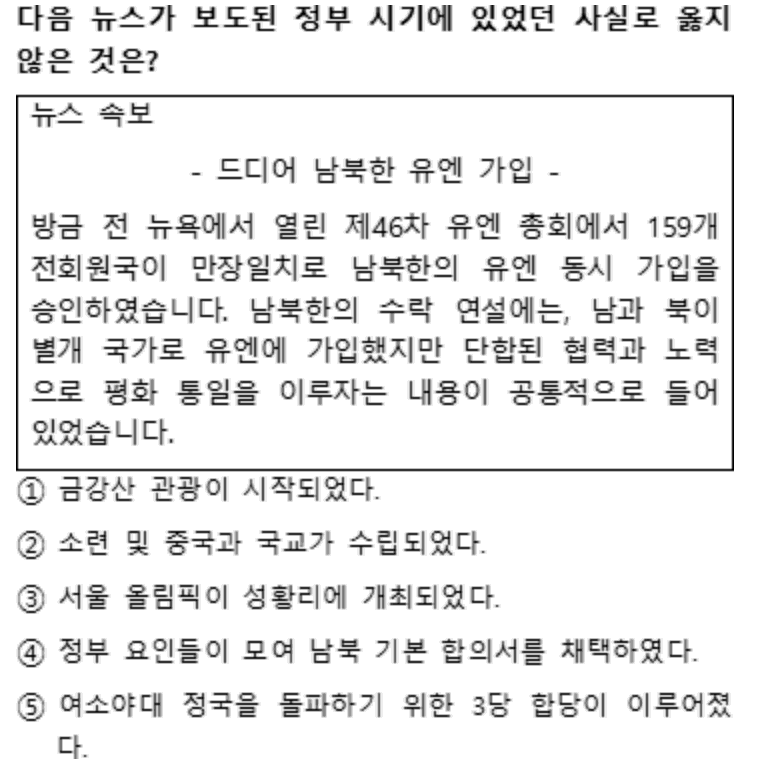 다음 뉴스가 보도된 정부 시기에 있었던 사실로 옳지
않은 것은?
뉴스 속보
- 드디어 남북한 유엔 가입 -
방금 전 뉴욕에서 열린 제46차 유엔 총회에서 159개
전회원국이 만장일치로 남북한의 유엔 동시 가입을
승인하였습니다. 남북한의 수락 연설에는, 남과 북이
별개 국가로 유엔에 가입했지만 단합된 협력과 노력
으로 평화 통일을 이루자는 내용이 공통적으로 들어
있었습니다.
① 금강산 관광이 시작되었다.
② 소련 및 중국과 국교가 수립되었다.
③ 서울 올림픽이 성황리에 개최되었다.
④ 정부 요인들이 모여 남북 기본 합의서를 채택하였다.
⑤ 여소야대 정국을 돌파하기 위한 3당 합당이 이루어졌
다.